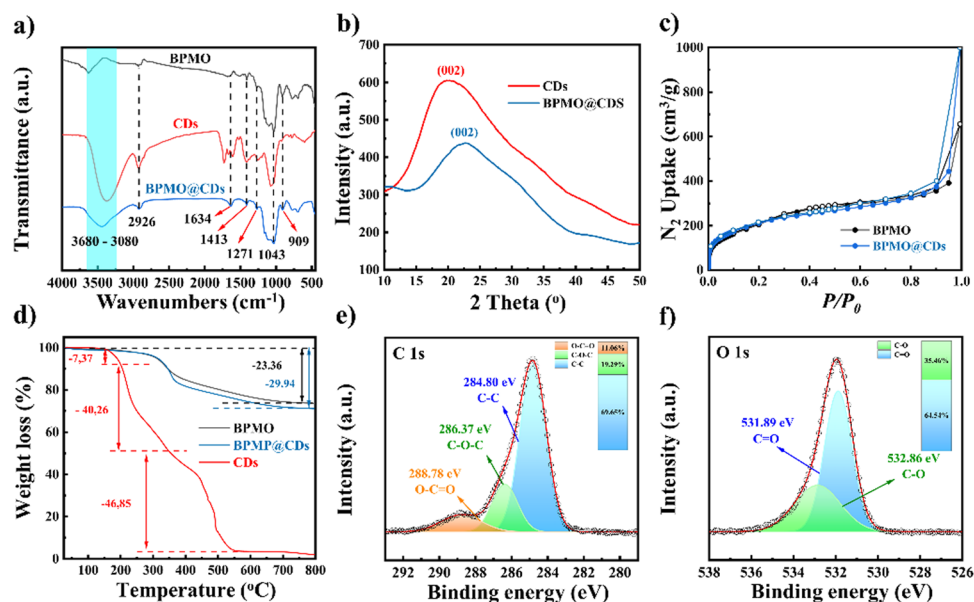 a)
Transmittance (a.u.)
BPMO
CDs
BPMO@CDs
3680 - 3080
2926
1634
1413
1271
1043
909
4000 3500 3000 2500 2000 1500 1000 500
Wavenumbers (cm-1)
b)
Intensity (a.u.)
700
600
500
400
300
200
100
(002)
(002)
CDs
BPMO@CDS
10 15 20 25 30 35 40 45 50
2 Theta (o)
c)
N2 Uptake (cm3/g)
1000
800
600
400
200
0
BPMO
BPMO@CDs
0.0 0.2 0.4 0.6 0.8 1.0
P/P0
d)
Weight loss (%)
100
80
60
40
20
0
-7,37
- 40,26
-46,85
-23.36
-29.94
BPMO
BPMP@CDs
CDs
100 200 300 400 500 600 700 800
Temperature (oC)
e)
C 1s
Intensity (a.u.)
O-C=O
C-O-C
C-C
11.06%
19.29%
69.65%
284.80 eV
C-C
286.37 eV
C-O-C
288.78 eV
O-C=O
292 290 288 286 284 282 280
Binding energy (eV)
f)
O 1s
Intensity (a.u.)
C-O
C=O
35.46%
64.54%
531.89 eV
C=O
532.86 eV
C-O
538 536 534 532 530 528 526
Binding energy (eV)